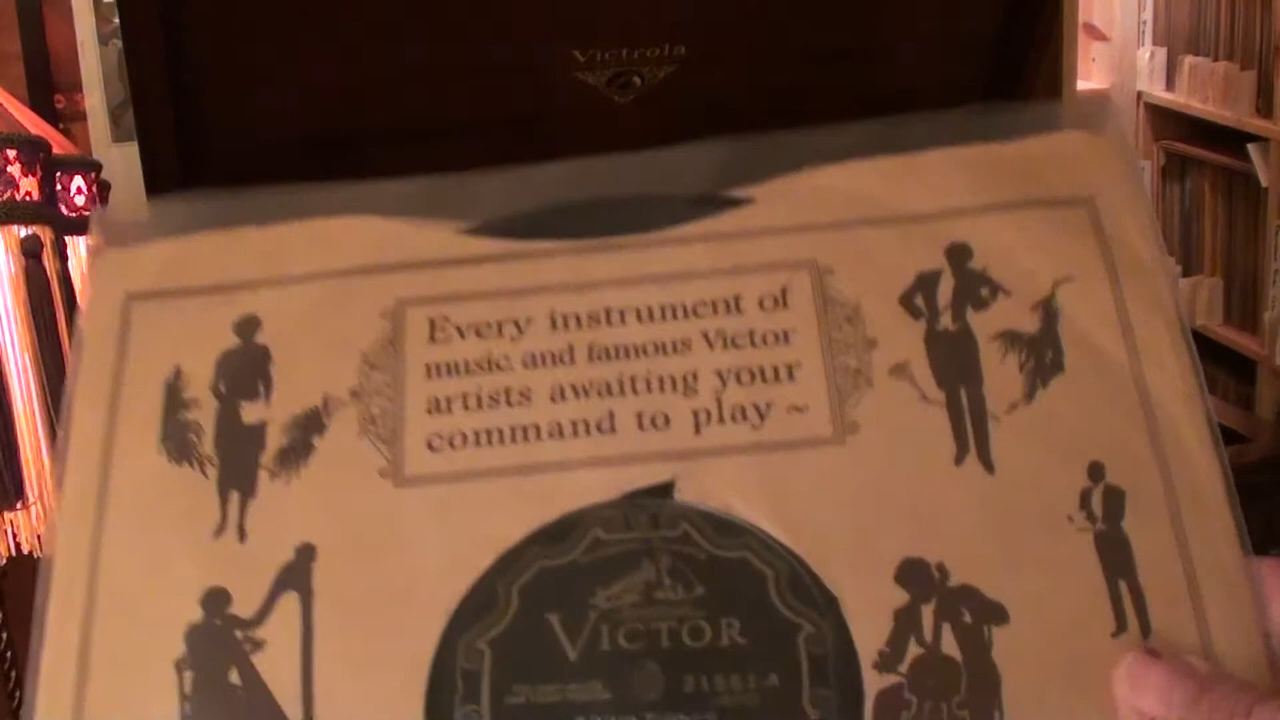 Victrola
Every instrument of
music and famous Victor
artists awaiting your
command to play ~
VICTOR